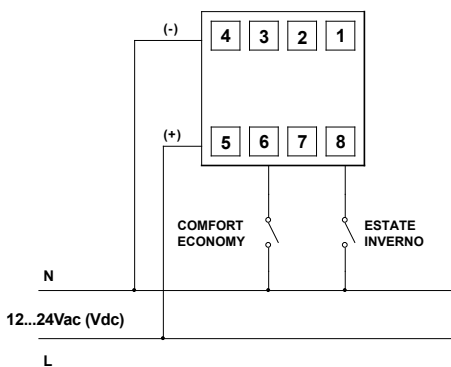 (-)
4 3 2 1
(+)
5 6 7 8
COMFORT
ECONOMY
ESTATE
INVERNO
N
12...24Vac (Vdc)
L